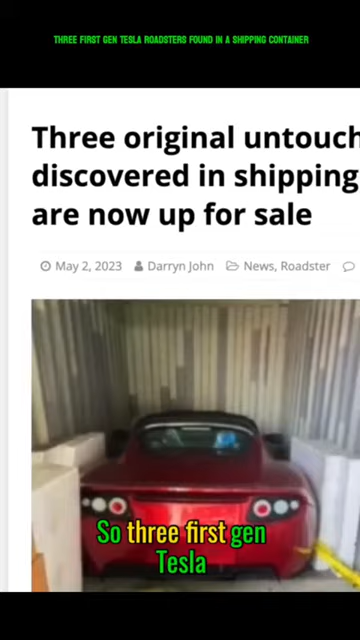 THREE FIRST GEN TESLA ROADSTERS FOUND IN A SHIPPING CONTAINER
Three original untouch
discovered in shipping
are now up for sale
May 2, 2023 Darryn John News, Roadster
So three first gen
Tesla